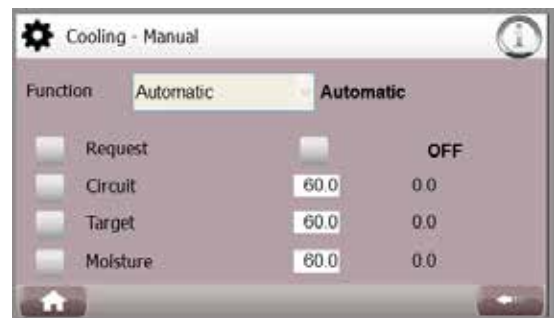 Cooling - Manual
Function Automatic Automatic
Request OFF
Circuit 60.0 0.0
Target 60.0 0.0
Moisture 60.0 0.0